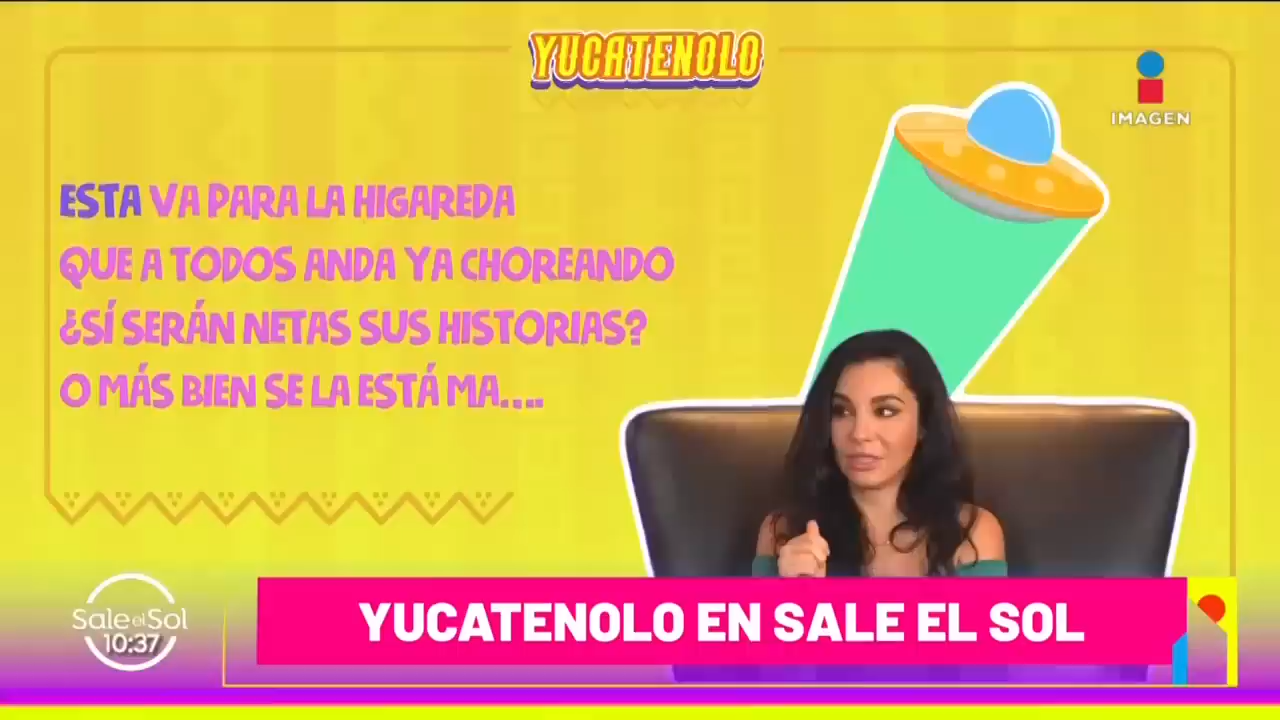 YUCATENOLO
IMAGEN
ESTA VA PARA LA HIGAREDA
QUE A TODOS ANDA YA CHOREANDO
¿SÍ SERÁN NETAS SUS HISTORIAS?
O MÁS BIEN SE LA ESTÁ MA....
Sale el Sol
10:37
YUCATENOLO EN SALE EL SOL